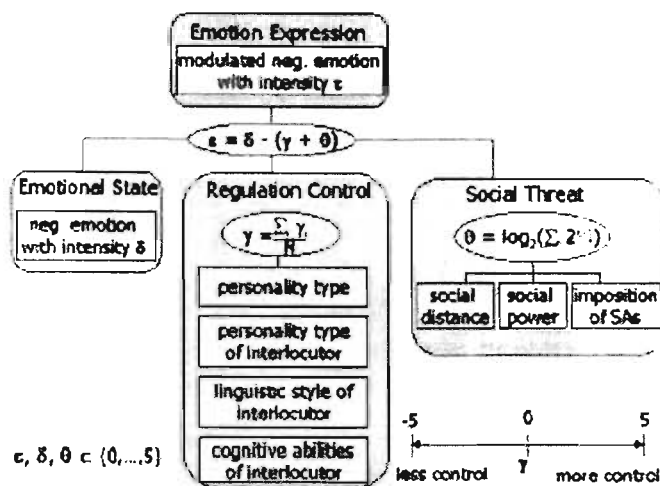 Emotion Expression
modulated neg. emotion
with intensity ε
ε = δ - (γ + θ)
Emotional State
neg. emotion
with intensity δ
Regulation Control
γ = Σ γ / N
personality type
personality type
of interlocutor
linguistic style of
interlocutor
cognitive abilities
of interlocutor
Social Threat
θ = log₂(Σ 2
social
distance
social
power
imposition
of SAs
ε, δ, θ ∈ {0,...,5}
-5
0
5
less control
γ
more control